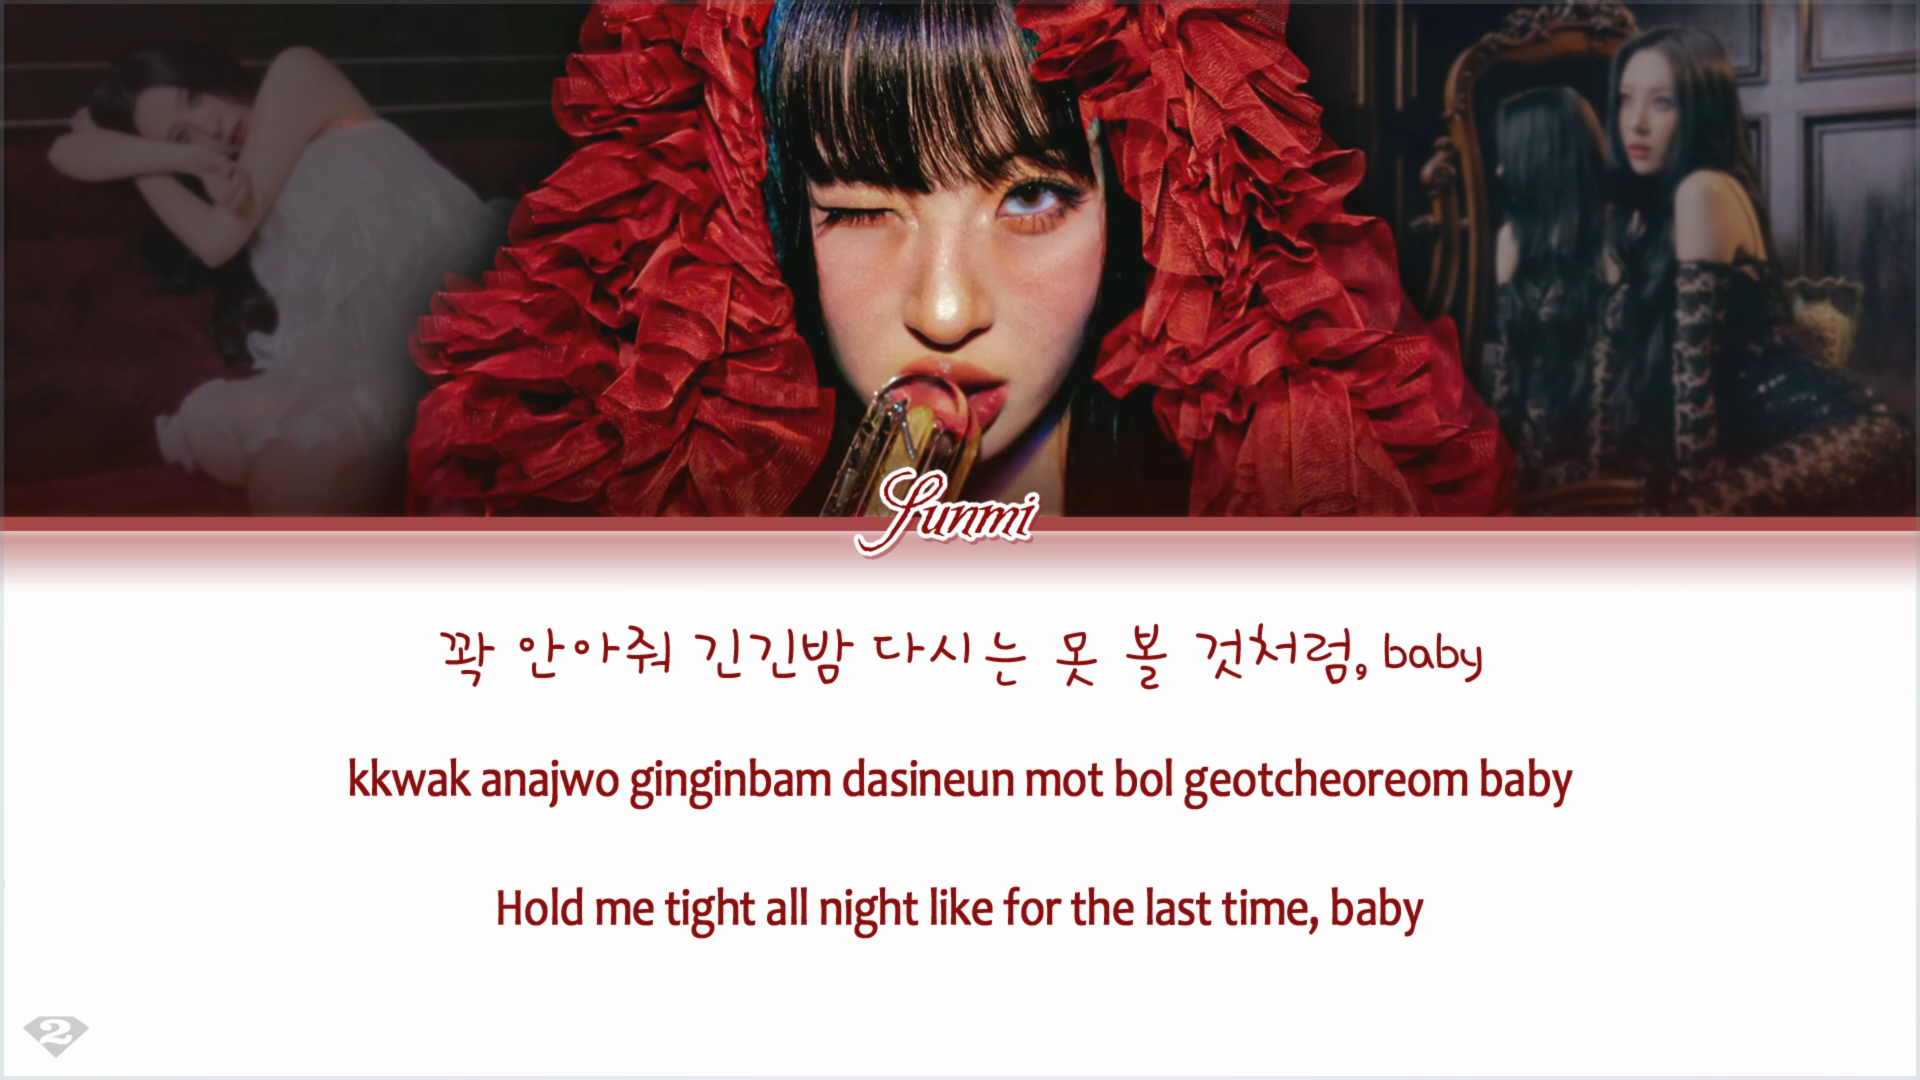 Sunmi
꽉 안아줘 긴긴밤 다시는 못 볼 것처럼, baby
kkwak anajwo ginginbam dasineun mot bol geotcheoreom baby
Hold me tight all night like for the last time, baby
2